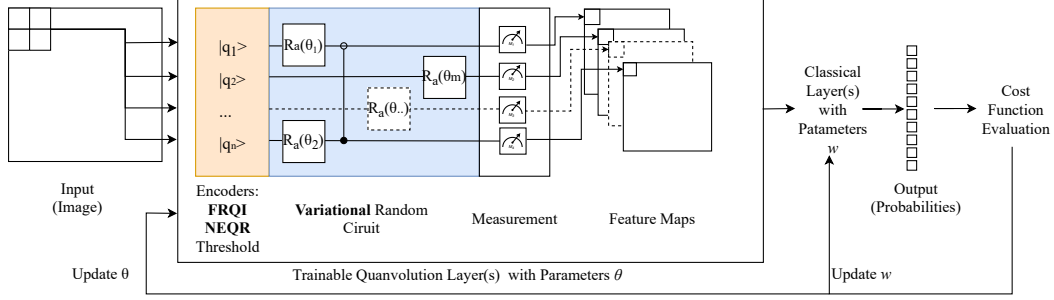 Input
(Image)
|q1>
|q2>
...
|qn>
Encoders:
FRQI
NEQR
Threshold
Ra(θ1)
Ra(θ2)
Ra(θ..)
Ra(θm)
Variational Random
Ciruit
Measurement
Feature Maps
Trainable Quanvolution Layer(s) with Parameters θ
Classical
Layer(s)
with
Patameters
w
Output
(Probabilities)
Cost
Function
Evaluation
Update θ
Update w